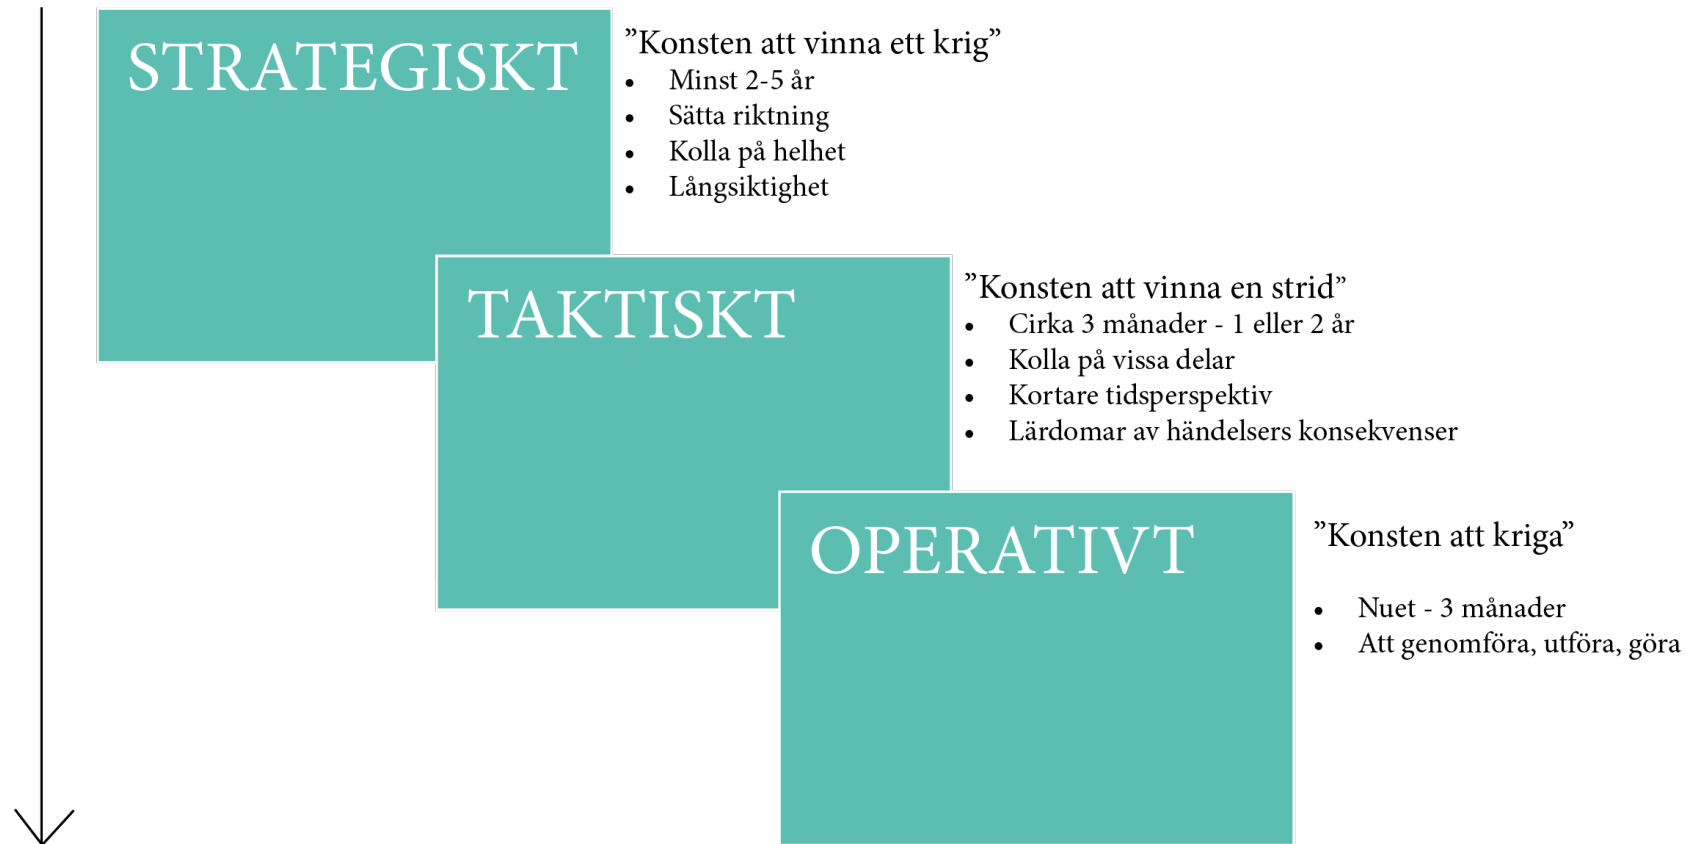 STRATEGISKT
”Konsten att vinna ett krig”
• Minst 2-5 år
• Sätta riktning
• Kolla på helhet
• Långsiktighet
TAKTISKT
”Konsten att vinna en strid”
• Cirka 3 månader - 1 eller 2 år
• Kolla på vissa delar
• Kortare tidsperspektiv
• Lärdomar av händelsers konsekvenser
OPERATIVT
”Konsten att kriga”
• Nuet - 3 månader
• Att genomföra, utföra, göra